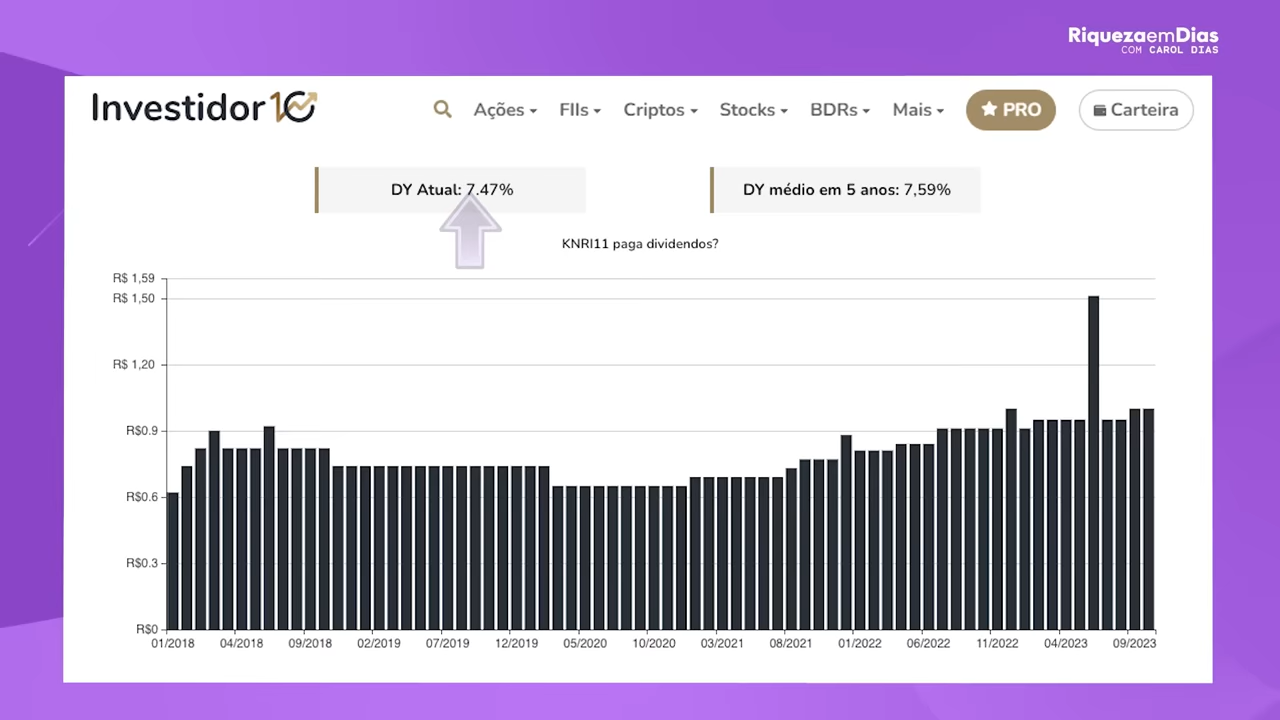 RiquezaemDias
COM CAROL DIAS
Investidor10
Ações
FIIs
Criptos
Stocks
BDRs
Mais
PRO
Carteira
DY Atual: 7.47%
DY médio em 5 anos: 7,59%
KNRI11 paga dividendos?
R$ 1,59
R$ 1,50
R$ 1,20
R$0.9
R$0.6
R$0.3
R$0
01/2018 04/2018 09/2018 02/2019 07/2019 12/2019 05/2020 10/2020 03/2021 08/2021 01/2022 06/2022 11/2022 04/2023 09/2023